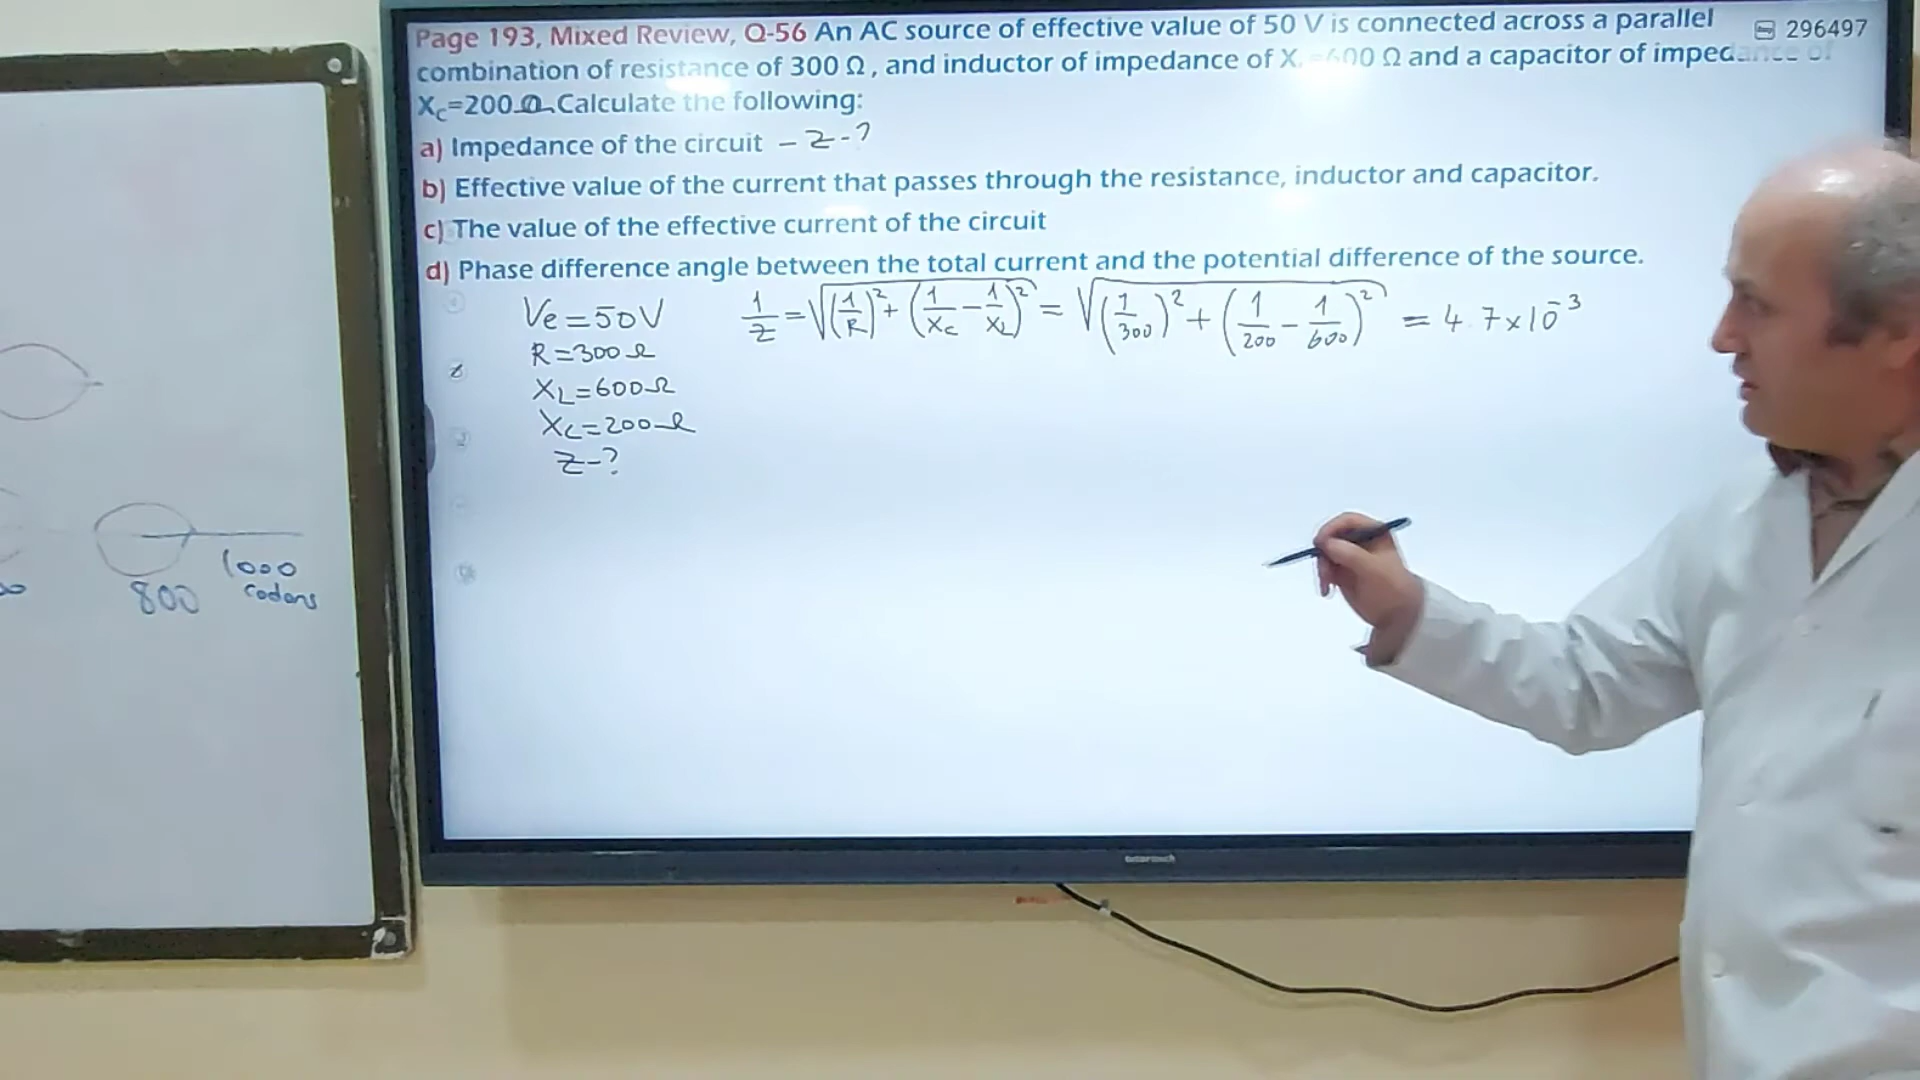 Page 193, Mixed Review, Q-56 An AC source of effective value of 50 V is connected across a parallel
296497
combination of resistance of 300 Ω , and inductor of impedance of X =600 Ω and a capacitor of impedance of
Xc=200 Ω Calculate the following:
a) Impedance of the circuit - Z - ?
b) Effective value of the current that passes through the resistance, inductor and capacitor.
c) The value of the effective current of the circuit
d) Phase difference angle between the total current and the potential difference of the source.
Ve = 50V
1/Z = √((1/R)² + (1/Xc - 1/XL)²) = √((1/300)² + (1/200 - 1/600)²) = 4.7x10⁻³
R = 300Ω
XL = 600Ω
Xc = 200Ω
Z - ?
800
1000
codons